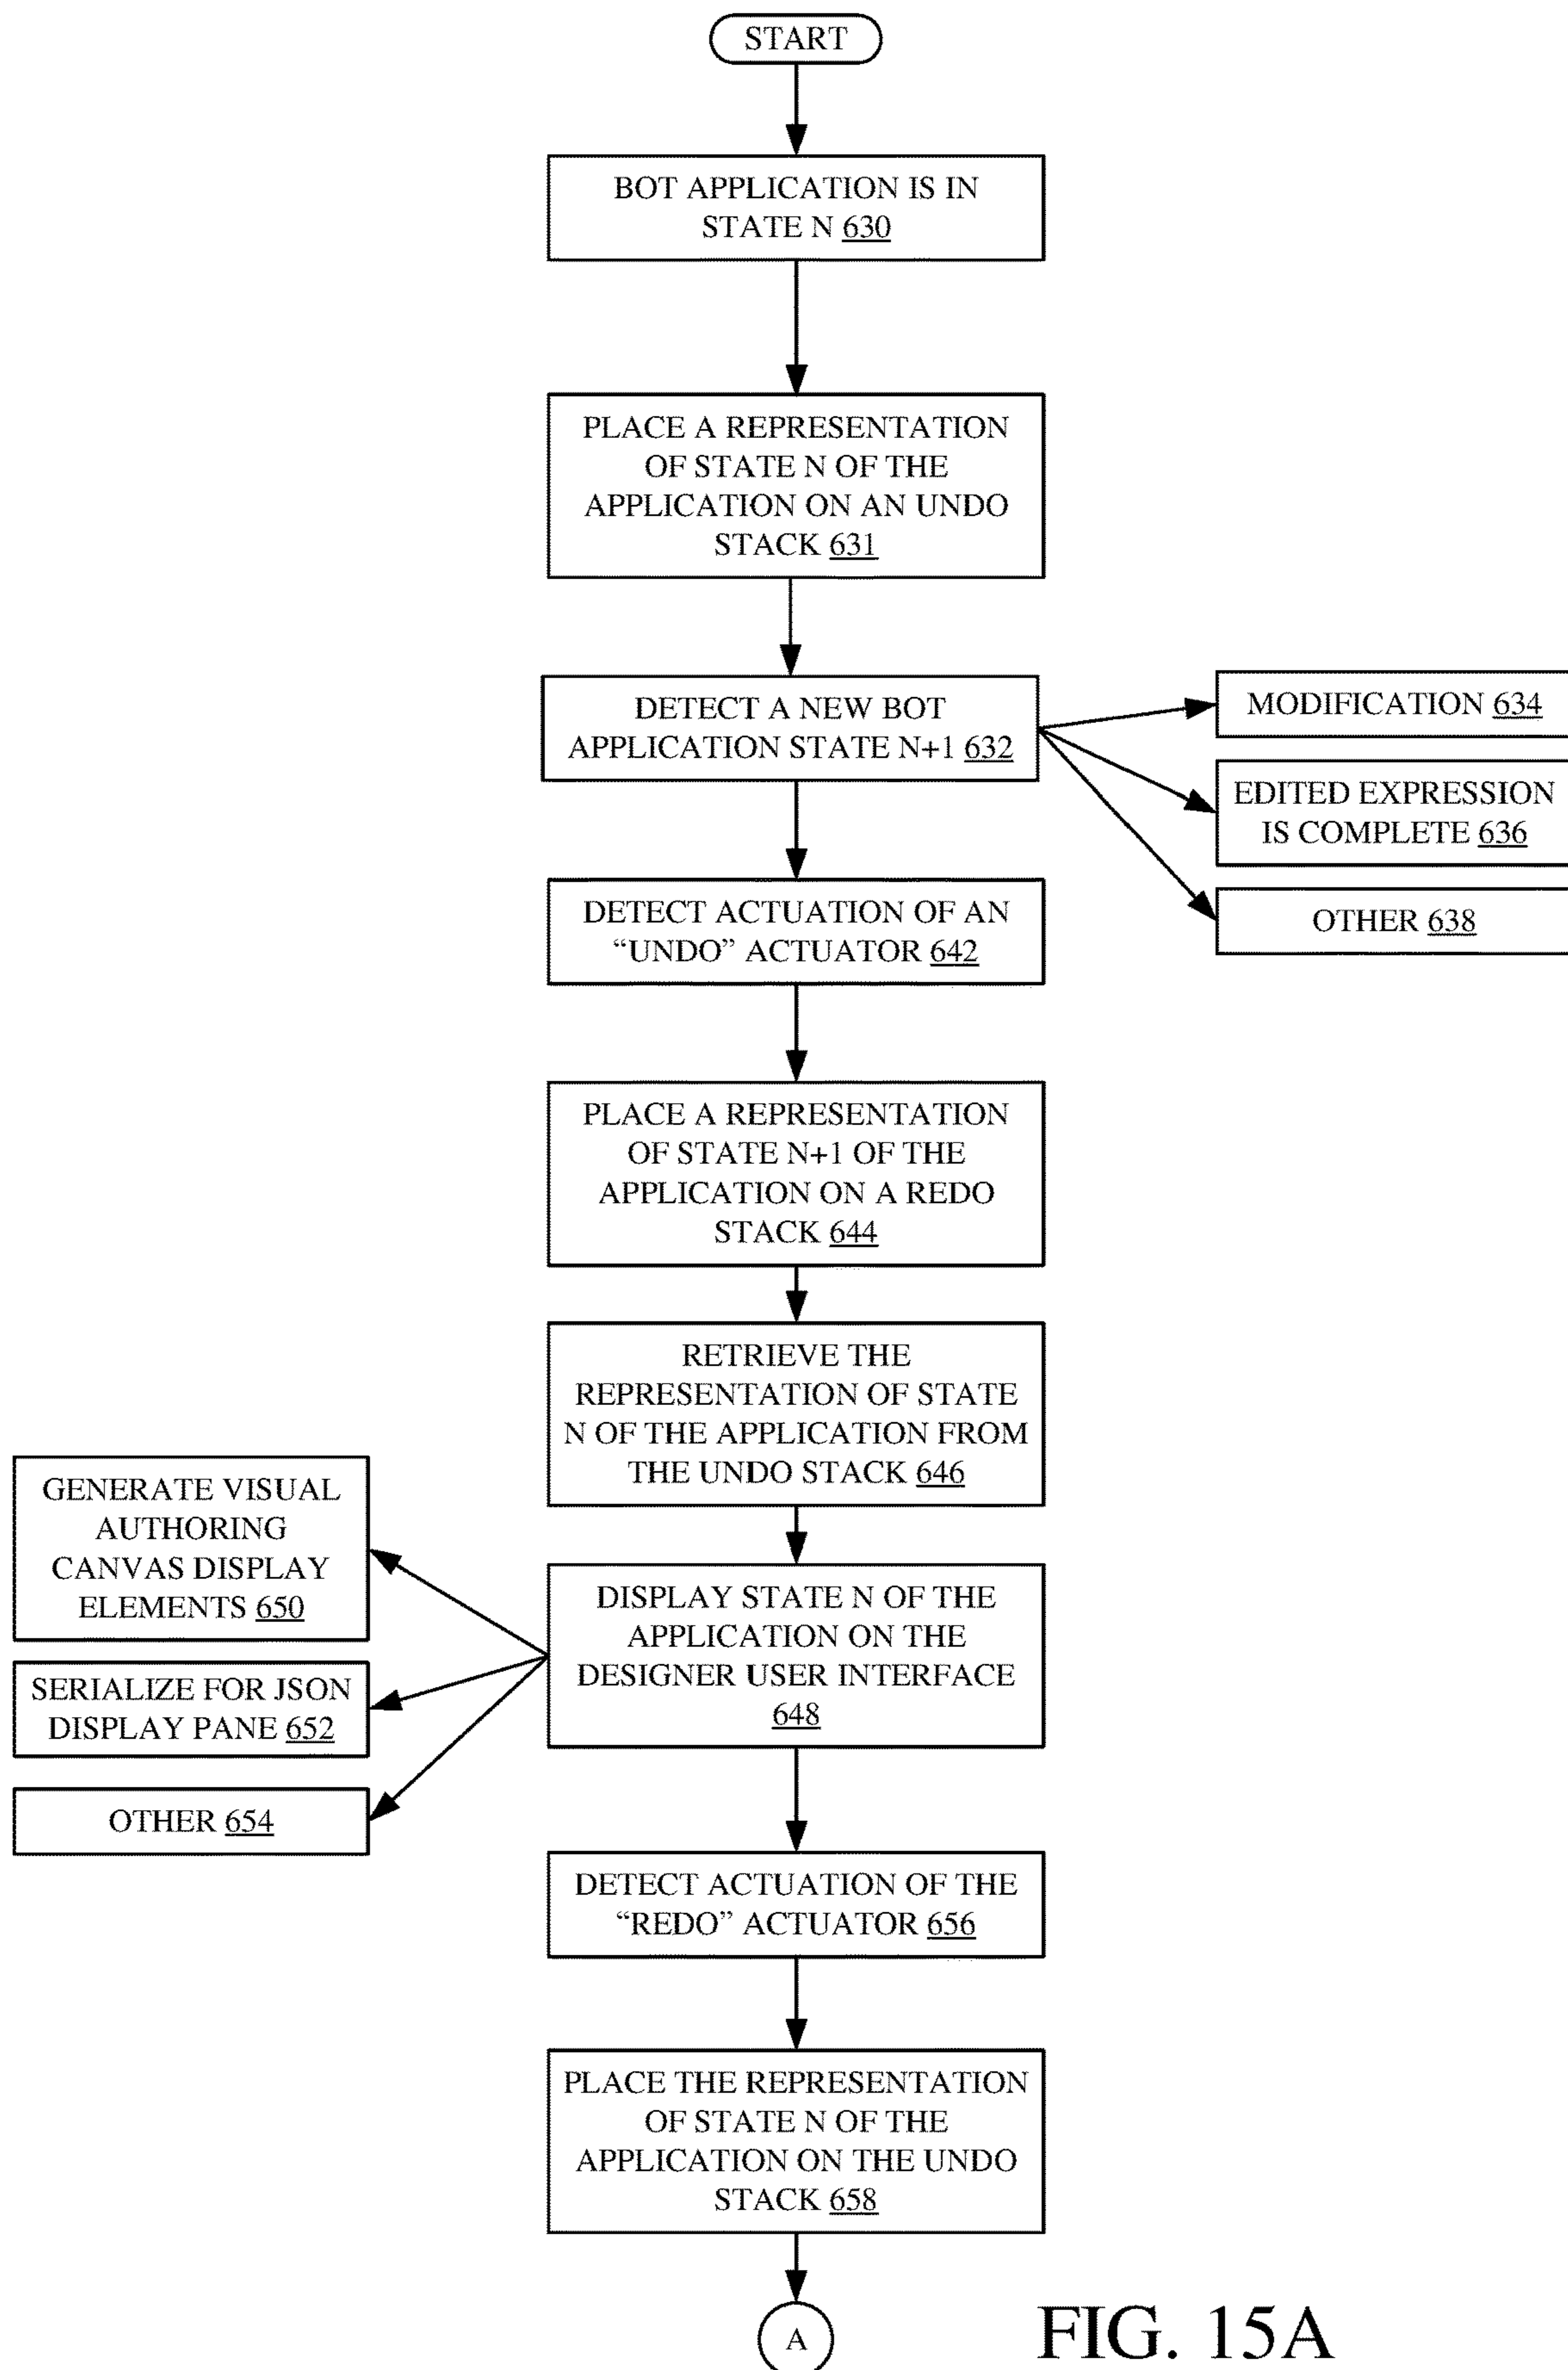 START
BOT APPLICATION IS IN
STATE N 630
PLACE A REPRESENTATION
OF STATE N OF THE
APPLICATION ON AN UNDO
STACK 631
DETECT A NEW BOT
APPLICATION STATE N+1 632
MODIFICATION 634
EDITED EXPRESSION
IS COMPLETE 636
OTHER 638
DETECT ACTUATION OF AN
“UNDO” ACTUATOR 642
PLACE A REPRESENTATION
OF STATE N+1 OF THE
APPLICATION ON A REDO
STACK 644
RETRIEVE THE
REPRESENTATION OF STATE
N OF THE APPLICATION FROM
THE UNDO STACK 646
DISPLAY STATE N OF THE
APPLICATION ON THE
DESIGNER USER INTERFACE
648
GENERATE VISUAL
AUTHORING
CANVAS DISPLAY
ELEMENTS 650
SERIALIZE FOR JSON
DISPLAY PANE 652
OTHER 654
DETECT ACTUATION OF THE
“REDO” ACTUATOR 656
PLACE THE REPRESENTATION
OF STATE N OF THE
APPLICATION ON THE UNDO
STACK 658
A
FIG. 15A